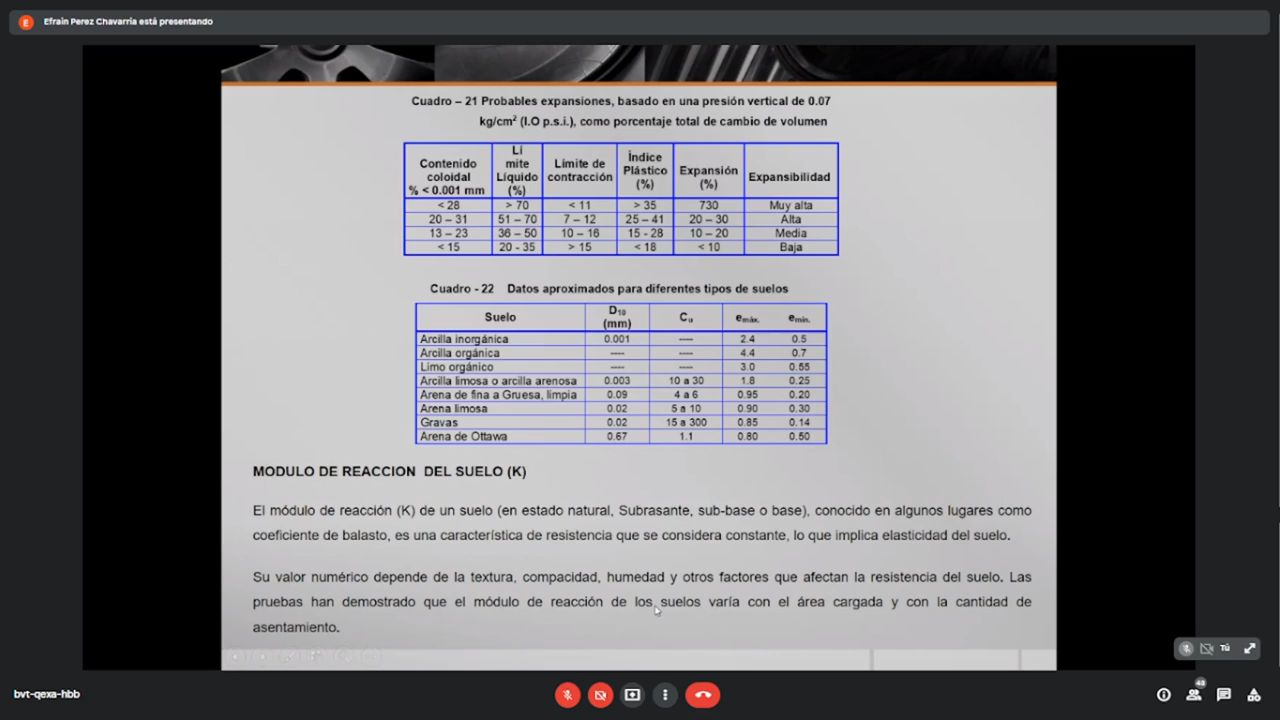 E Efrain Perez Chavarria está presentando
Cuadro – 21 Probables expansiones, basado en una presión vertical de 0.07
kg/cm² (I.O p.s.i.), como porcentaje total de cambio de volumen
Contenido coloidal % < 0.001 mm | Lí mite Líquido (%) | Límite de contracción | Índice Plástico (%) | Expansión (%) | Expansibilidad
< 28 | > 70 | < 11 | > 35 | 730 | Muy alta
20 – 31 | 51 – 70 | 7 – 12 | 25 – 41 | 20 – 30 | Alta
13 – 23 | 36 – 50 | 10 – 16 | 15 - 28 | 10 – 20 | Media
< 15 | 20 - 35 | > 15 | < 18 | < 10 | Baja
Cuadro - 22 Datos aproximados para diferentes tipos de suelos
Suelo | D₁₀ (mm) | Cᵤ | e máx. | e mín.
Arcilla inorgánica | 0.001 | ---- | 2.4 | 0.5
Arcilla orgánica | ---- | ---- | 4.4 | 0.7
Limo orgánico | ---- | ---- | 3.0 | 0.55
Arcilla limosa o arcilla arenosa | 0.003 | 10 a 30 | 1.8 | 0.25
Arena de fina a Gruesa, limpia | 0.09 | 4 a 6 | 0.95 | 0.20
Arena limosa | 0.02 | 5 a 10 | 0.90 | 0.30
Gravas | 0.02 | 15 a 300 | 0.85 | 0.14
Arena de Ottawa | 0.67 | 1.1 | 0.80 | 0.50
MODULO DE REACCION DEL SUELO (K)
El módulo de reacción (K) de un suelo (en estado natural, Subrasante, sub-base o base), conocido en algunos lugares como
coeficiente de balasto, es una característica de resistencia que se considera constante, lo que implica elasticidad del suelo.
Su valor numérico depende de la textura, compacidad, humedad y otros factores que afectan la resistencia del suelo. Las
pruebas han demostrado que el módulo de reacción de los suelos varía con el área cargada y con la cantidad de
asentamiento.
Tú
bvt-qexa-hbb
48